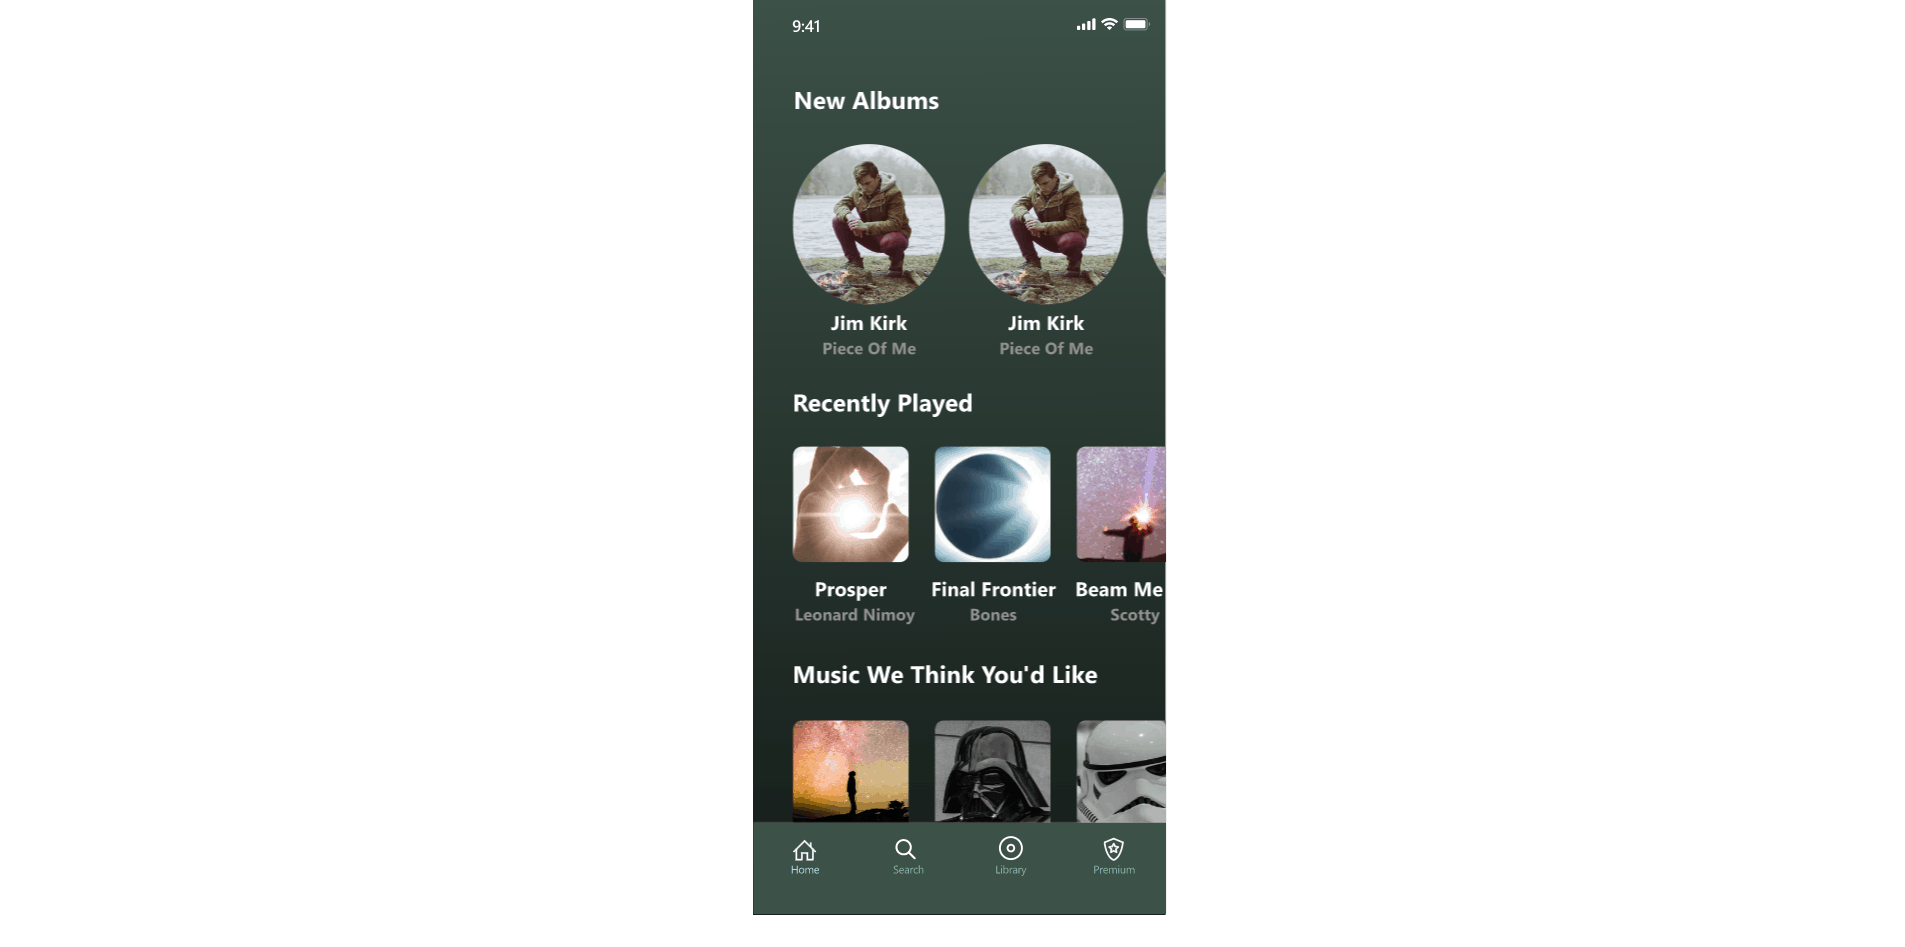 9:41
New Albums
Jim Kirk
Piece Of Me
Jim Kirk
Piece Of Me
Recently Played
Prosper
Leonard Nimoy
Final Frontier
Bones
Beam Me
Scotty
Music We Think You'd Like
Home
Search
Library
Premium